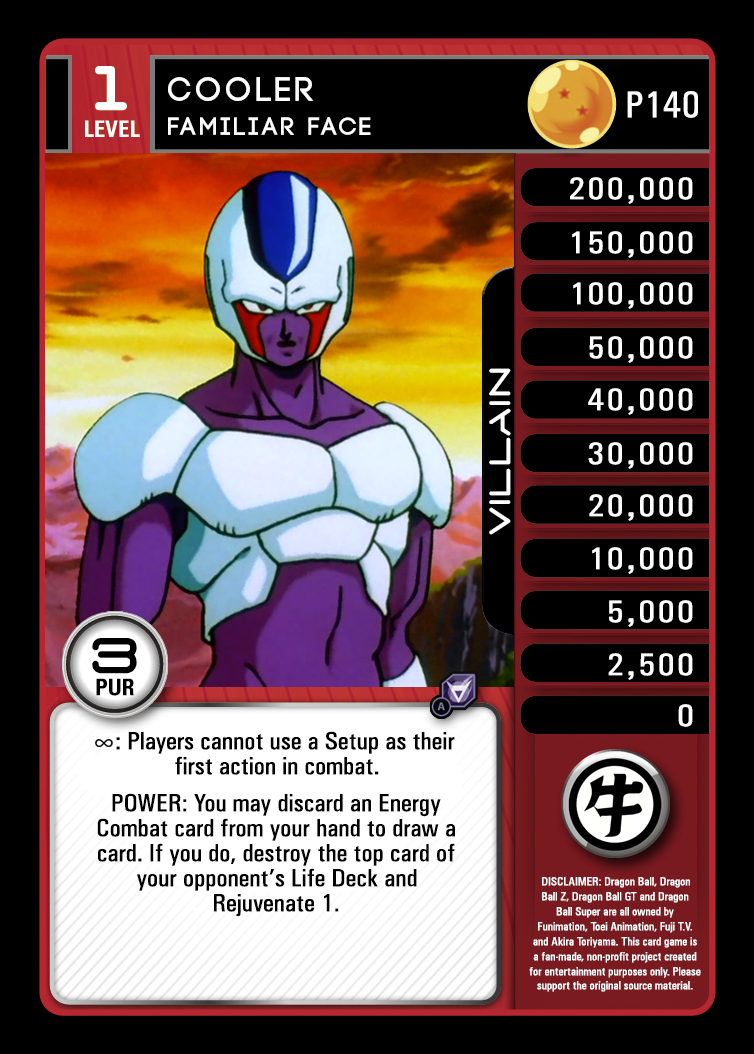 1
LEVEL
COOLER
FAMILIAR FACE
P140
200,000
150,000
100,000
50,000
40,000
30,000
20,000
10,000
5,000
2,500
0
VILLAIN
3
PUR
A
∞: Players cannot use a Setup as their
first action in combat.
POWER: You may discard an Energy
Combat card from your hand to draw a
card. If you do, destroy the top card of
your opponent's Life Deck and
Rejuvenate 1.
牛
DISCLAIMER: Dragon Ball, Dragon
Ball Z, Dragon Ball GT and Dragon
Ball Super are all owned by
Funimation, Toei Animation, Fuji T.V.
and Akira Toriyama. This card game is
a fan-made, non-profit project created
for entertainment purposes only. Please
support the original source material.